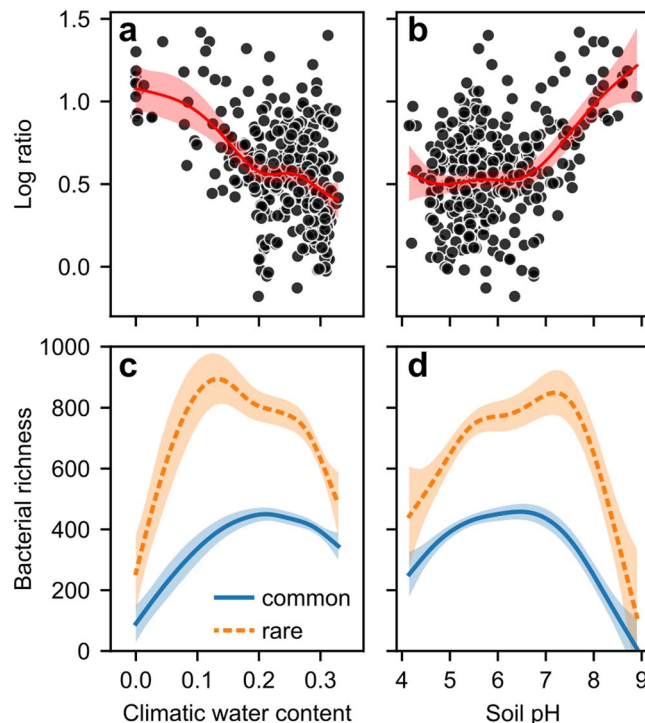 a
b
1.5
1.0
0.5
0.0
Log ratio
c
d
1000
800
600
400
200
0
Bacterial richness
common
rare
0.0 0.1 0.2 0.3
4 5 6 7 8 9
Climatic water content
Soil pH